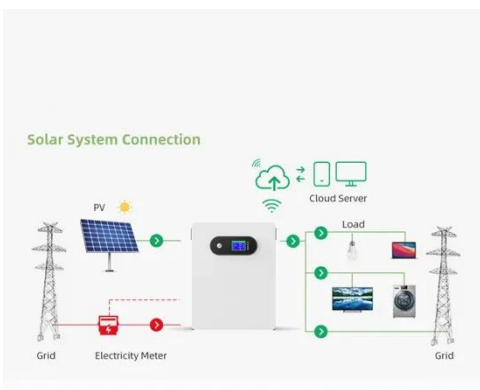 Solar System Connection
Cloud Server
PV
Load
Grid
Electricity Meter
Grid